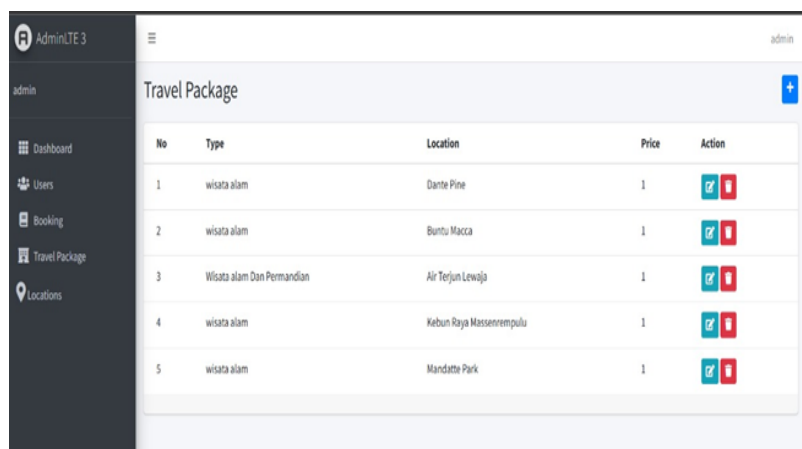 AdminLTE 3
admin
admin
Dashboard
Users
Booking
Travel Package
Locations
Travel Package
No Type Location Price Action
1 wisata alam Dante Pine 1
2 wisata alam Buntu Macca 1
3 Wisata alam Dan Permandian Air Terjun Lewaja 1
4 wisata alam Kebun Raya Massenrempulu 1
5 wisata alam Mandatte Park 1